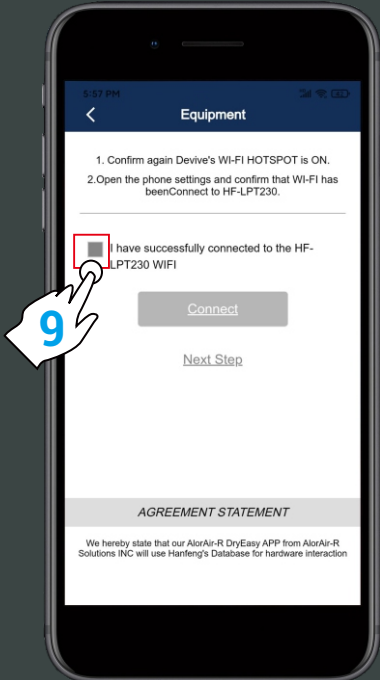 5:57 PM
Equipment
1. Confirm again Devive's WI-FI HOTSPOT is ON.
2.Open the phone settings and confirm that WI-FI has
beenConnect to HF-LPT230.
I have successfully connected to the HF-
LPT230 WIFI
9
Connect
Next Step
AGREEMENT STATEMENT
We hereby state that our AlorAir-R DryEasy APP from AlorAir-R
Solutions INC will use Hanfeng's Database for hardware interaction